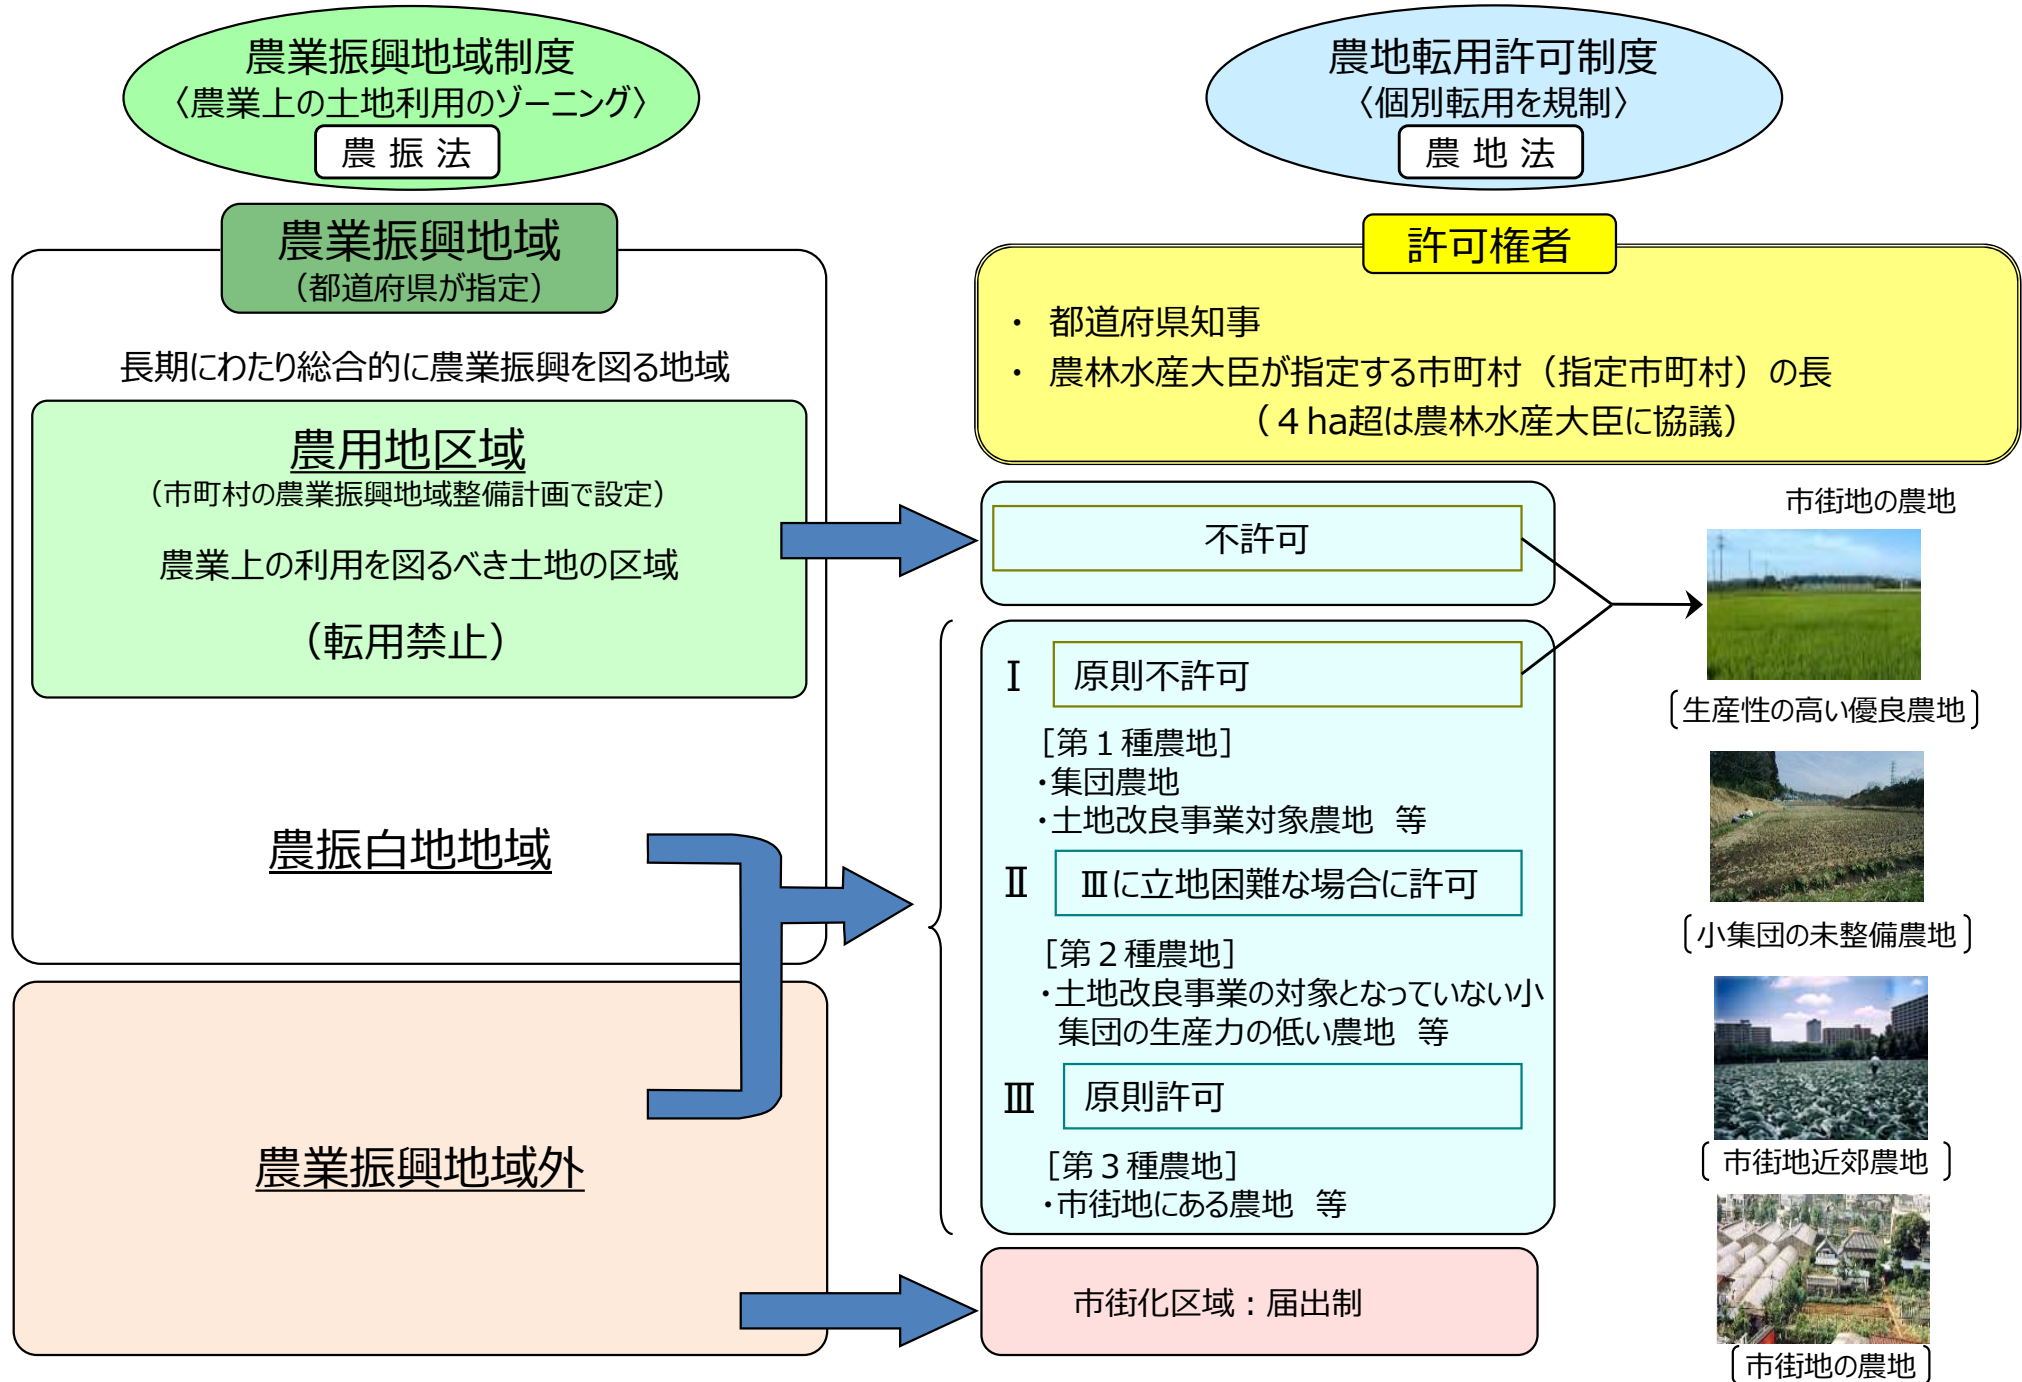 農業振興地域制度
〈農業上の土地利用のゾーニング〉
農振法
農業振興地域
（都道府県が指定）
長期にわたり総合的に農業振興を図る地域
農用地区域
（市町村の農業振興地域整備計画で設定）
農業上の利用を図るべき土地の区域
（転用禁止）
農振白地地域
農業振興地域外
農地転用許可制度
〈個別転用を規制〉
農地法
許可権者
・ 都道府県知事
・ 農林水産大臣が指定する市町村（指定市町村）の長
（４ha超は農林水産大臣に協議）
不許可
Ⅰ 原則不許可
［第１種農地］
・集団農地
・土地改良事業対象農地 等
Ⅱ Ⅲに立地困難な場合に許可
［第２種農地］
・土地改良事業の対象となっていない小
集団の生産力の低い農地 等
Ⅲ 原則許可
［第３種農地］
・市街地にある農地 等
市街化区域：届出制
市街地の農地
〔生産性の高い優良農地〕
〔小集団の未整備農地〕
〔市街地近郊農地〕
〔市街地の農地〕